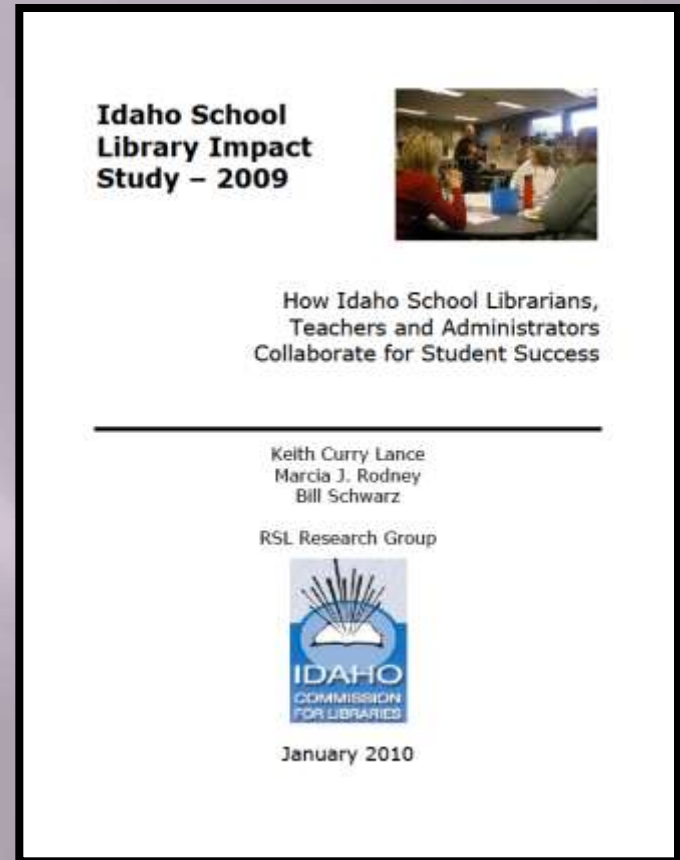 Idaho School
Library Impact
Study – 2009
How Idaho School Librarians,
Teachers and Administrators
Collaborate for Student Success
Keith Curry Lance
Marcia J. Rodney
Bill Schwarz
RSL Research Group
IDAHO
COMMISSION
FOR LIBRARIES
January 2010